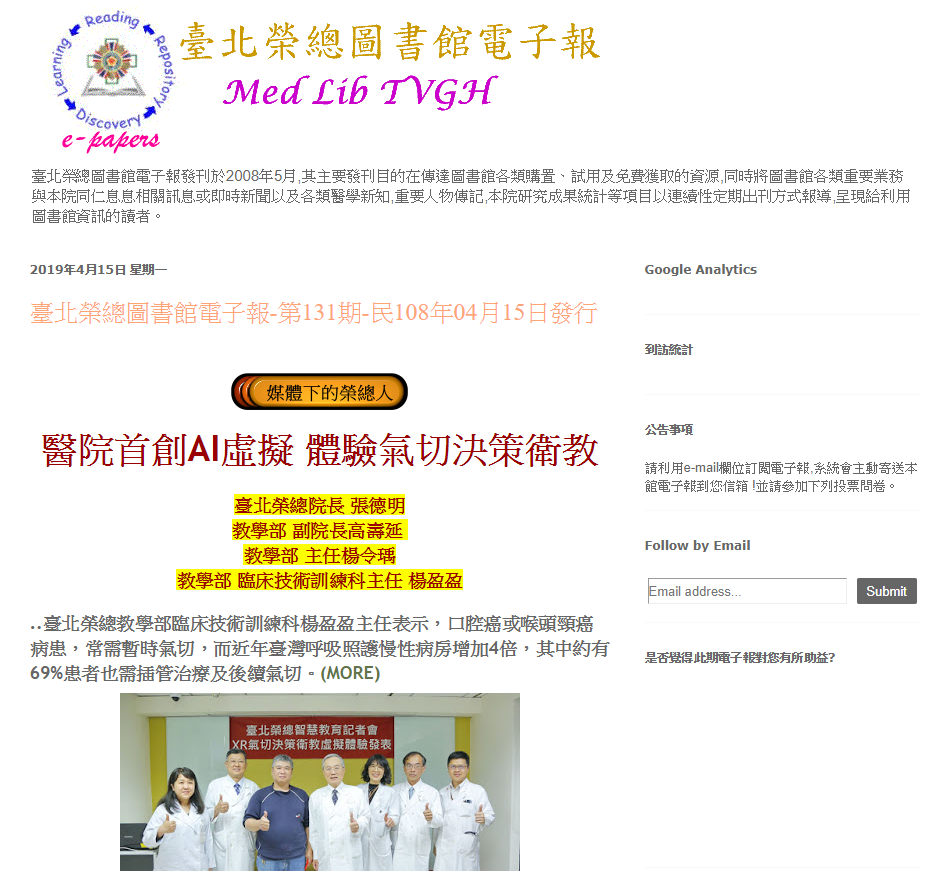 Reading
Learning
Repository
Discovery
e-papers
臺北榮總圖書館電子報
Med Lib TVGH
臺北榮總圖書館電子報發刊於2008年5月,其主要發刊目的在傳達圖書館各類購置、試用及免費獲取的資源,同時將圖書館各類重要業務
與本院同仁息息相關訊息或即時新聞以及各類醫學新知,重要人物傳記,本院研究成果統計等項目以連續性定期出刊方式報導,呈現給利用
圖書館資訊的讀者。
2019年4月15日 星期一
臺北榮總圖書館電子報-第131期-民108年04月15日發行
媒體下的榮總人
醫院首創AI虛擬 體驗氣切決策衛教
臺北榮總院長 張德明
教學部 副院長高壽延
教學部 主任楊令瑀
教學部 臨床技術訓練科主任 楊盈盈
..臺北榮總教學部臨床技術訓練科楊盈盈主任表示，口腔癌或喉頭頸癌
病患，常需暫時氣切，而近年臺灣呼吸照護慢性病房增加4倍，其中約有
69%患者也需插管治療及後續氣切。(MORE)
臺北榮總智慧教育記者會
XR氣切決策衛教虛擬體驗發表
Google Analytics
到訪統計
公告事項
請利用e-mail欄位訂閱電子報,系統會主動寄送本
館電子報到您信箱 !並請參加下列投票問卷。
Follow by Email
Email address...
Submit
是否覺得此期電子報對您有所助益?